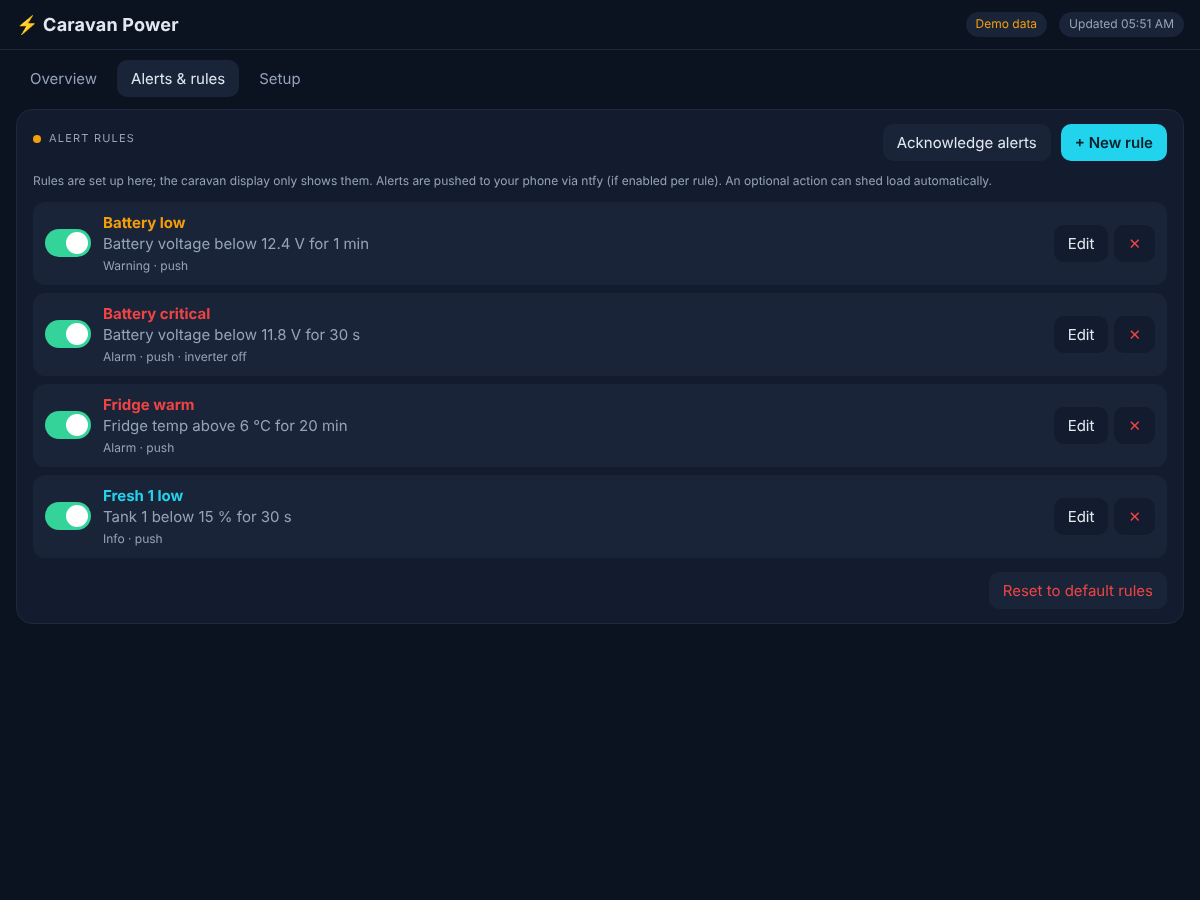 ⚡ Caravan Power
Demo data
Updated 05:51 AM
Overview
Alerts & rules
Setup
ALERT RULES
Acknowledge alerts
+ New rule
Rules are set up here; the caravan display only shows them. Alerts are pushed to your phone via ntfy (if enabled per rule). An optional action can shed load automatically.
Battery low
Battery voltage below 12.4 V for 1 min
Warning · push
Edit
✕
Battery critical
Battery voltage below 11.8 V for 30 s
Alarm · push · inverter off
Edit
✕
Fridge warm
Fridge temp above 6 °C for 20 min
Alarm · push
Edit
✕
Fresh 1 low
Tank 1 below 15 % for 30 s
Info · push
Edit
✕
Reset to default rules